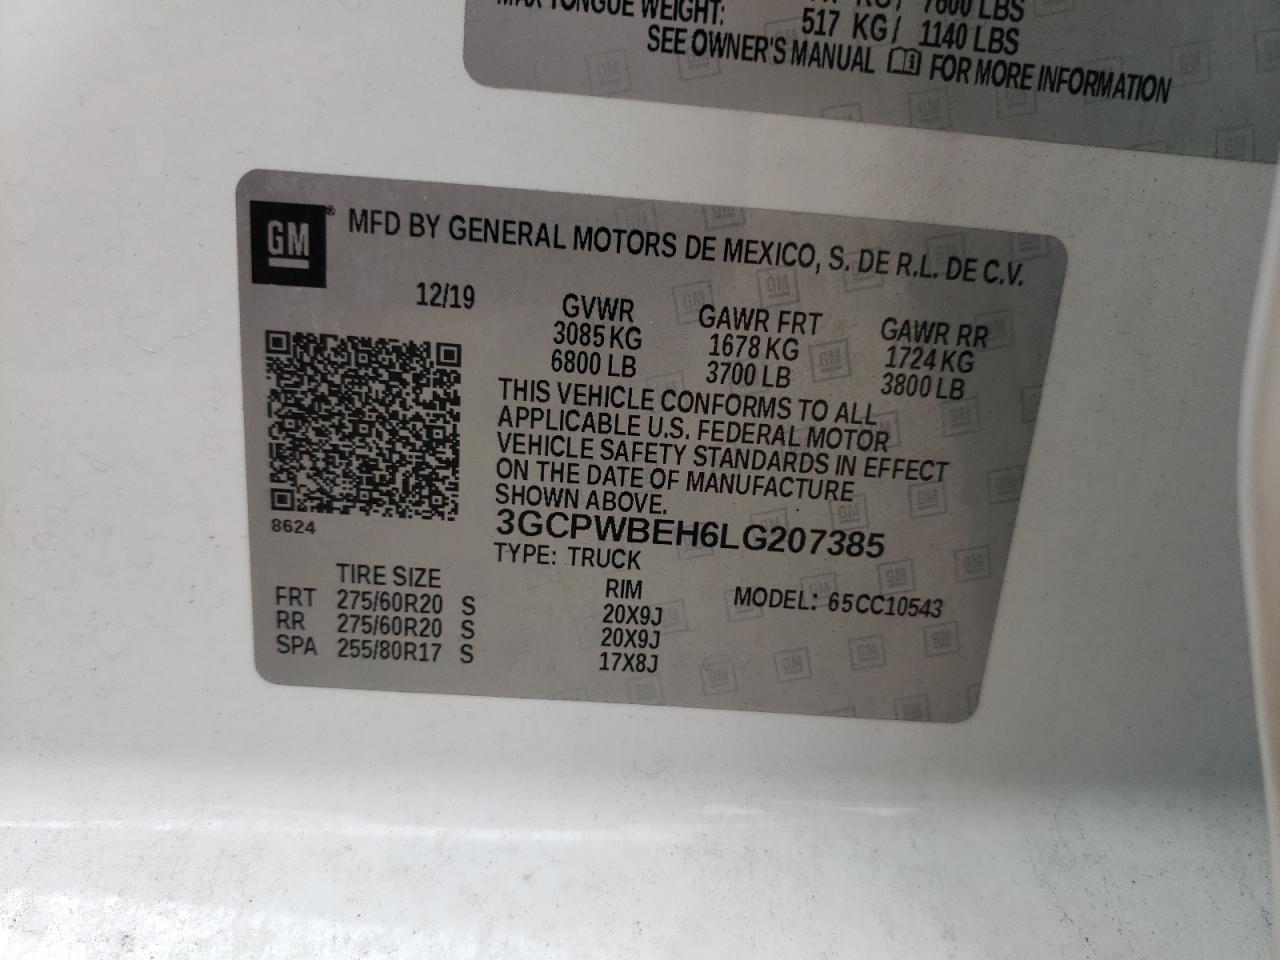 MAX TONGUE WEIGHT: 7600 LBS
517 KG/ 1140 LBS
SEE OWNER'S MANUAL FOR MORE INFORMATION
GM® MFD BY GENERAL MOTORS DE MEXICO, S. DE R.L. DE C.V.
12/19 GVWR GAWR FRT GAWR RR
3085 KG 1678 KG 1724 KG
6800 LB 3700 LB 3800 LB
THIS VEHICLE CONFORMS TO ALL
APPLICABLE U.S. FEDERAL MOTOR
VEHICLE SAFETY STANDARDS IN EFFECT
ON THE DATE OF MANUFACTURE
SHOWN ABOVE.
8624 3GCPWBEH6LG207385
TYPE: TRUCK
TIRE SIZE RIM MODEL: 65CC10543
FRT 275/60R20 S 20X9J
RR 275/60R20 S 20X9J
SPA 255/80R17 S 17X8J